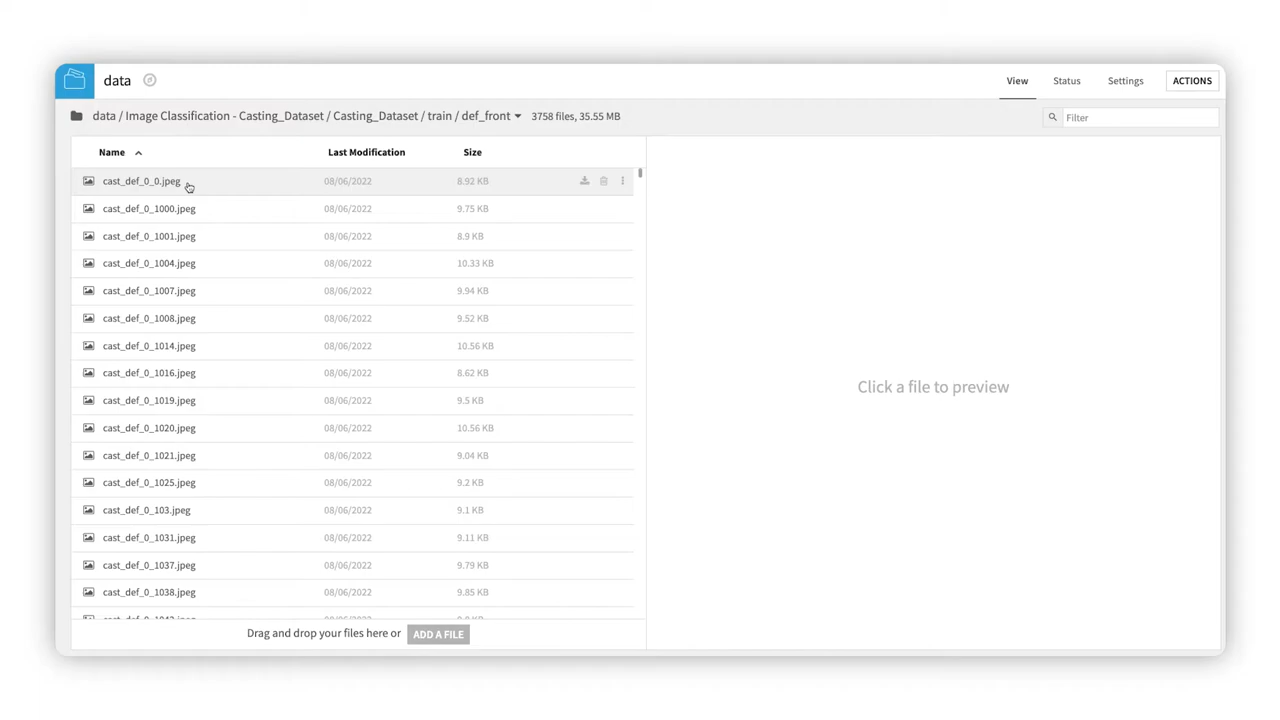 data
View Status Settings ACTIONS
data / Image Classification - Casting_Dataset / Casting_Dataset / train / def_front 3758 files, 35.55 MB
Filter
Name Last Modification Size
cast_def_0_0.jpeg 08/06/2022 8.92 KB
cast_def_0_1000.jpeg 08/06/2022 9.75 KB
cast_def_0_1001.jpeg 08/06/2022 8.9 KB
cast_def_0_1004.jpeg 08/06/2022 10.33 KB
cast_def_0_1007.jpeg 08/06/2022 9.94 KB
cast_def_0_1008.jpeg 08/06/2022 9.52 KB
cast_def_0_1014.jpeg 08/06/2022 10.56 KB
cast_def_0_1016.jpeg 08/06/2022 8.62 KB
cast_def_0_1019.jpeg 08/06/2022 9.5 KB
cast_def_0_1020.jpeg 08/06/2022 10.56 KB
cast_def_0_1021.jpeg 08/06/2022 9.04 KB
cast_def_0_1025.jpeg 08/06/2022 9.2 KB
cast_def_0_103.jpeg 08/06/2022 9.1 KB
cast_def_0_1031.jpeg 08/06/2022 9.11 KB
cast_def_0_1037.jpeg 08/06/2022 9.79 KB
cast_def_0_1038.jpeg 08/06/2022 9.85 KB
Click a file to preview
Drag and drop your files here or ADD A FILE